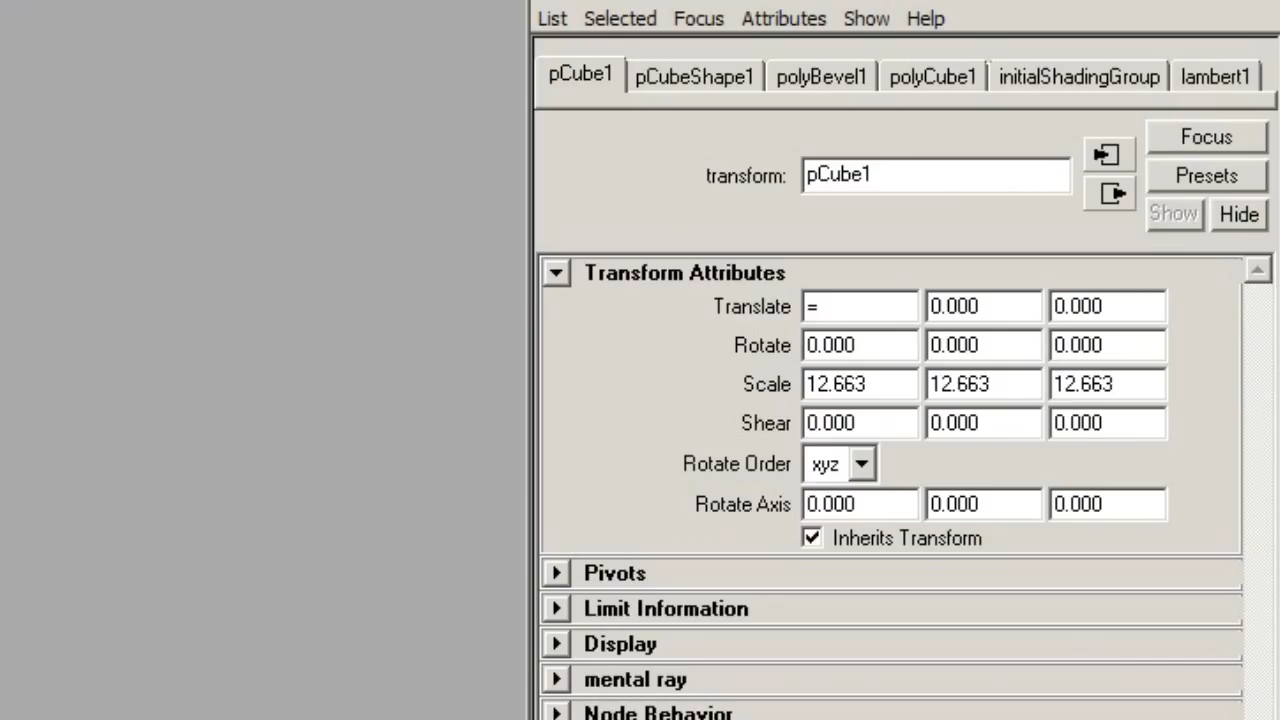 List Selected Focus Attributes Show Help
pCube1 pCubeShape1 polyBevel1 polyCube1 initialShadingGroup lambert1
Focus
transform: pCube1
Presets
Show Hide
Transform Attributes
Translate = 0.000 0.000
Rotate 0.000 0.000 0.000
Scale 12.663 12.663 12.663
Shear 0.000 0.000 0.000
Rotate Order xyz
Rotate Axis 0.000 0.000 0.000
Inherits Transform
Pivots
Limit Information
Display
mental ray
Node Behavior